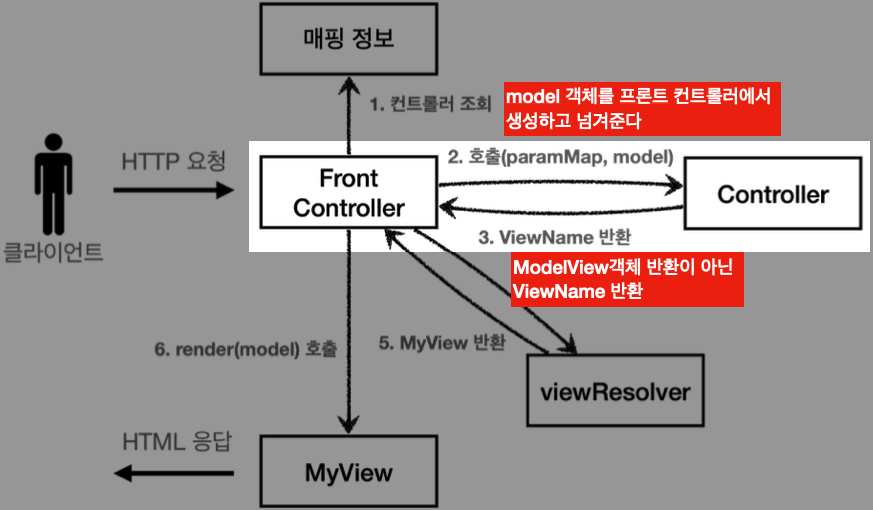 매핑 정보
1. 컨트롤러 조회
model 객체를 프론트 컨트롤러에서
생성하고 넘겨준다
HTTP 요청
클라이언트
Front
Controller
2. 호출(paramMap, model)
Controller
3. ViewName 반환
ModelView객체 반환이 아닌
ViewName 반환
5. MyView 반환
6. render(model) 호출
viewResolver
HTML 응답
MyView